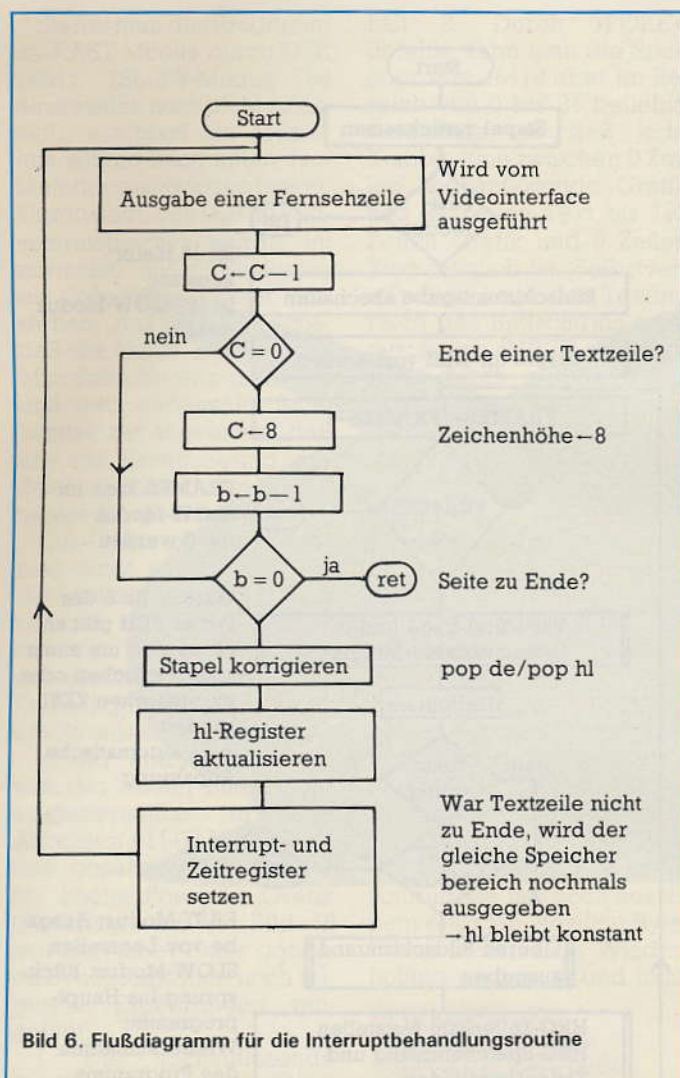 Start
Ausgabe einer Fernsehzeile
Wird vom
Videointerface
ausgeführt
C←C—1
nein
C = 0
Ende einer Textzeile?
C←8
Zeichenhöhe←8
b←b—1
b = 0
ja
ret
Seite zu Ende?
Stapel korrigieren
pop de/pop hl
hl-Register
aktualisieren
Interrupt- und
Zeitregister
setzen
War Textzeile nicht
zu Ende, wird der
gleiche Speicher
bereich nochmals
ausgegeben
→hl bleibt konstant
Bild 6. Flußdiagramm für die Interruptbehandlungsroutine